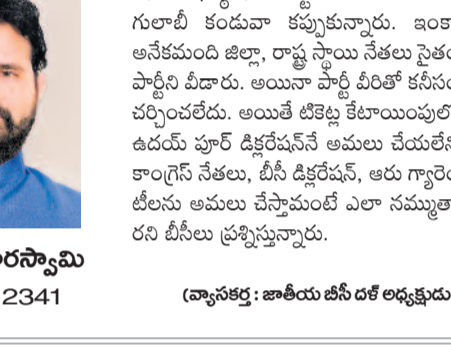 గులాబీ కండువా కప్పుకున్నారు. ఇంకా
అనేకమంది జిల్లా, రాష్ట్ర స్థాయి నేతలు సైతం
పార్టీని వీడారు. అయినా పార్టీ వీరితో కనీసం
చర్చించలేదు. అయితే టికెట్ల కేటాయింపులో
ఉదయ్ పూర్ డిక్లరేషన్‌నే అమలు చేయలేని
కాంగ్రెస్ నేతలు, బీసీ డిక్లరేషన్, ఆరు గ్యారెం
టీలను అమలు చేస్తామంటే ఎలా నమ్ముతా
రని బీసీలు ప్రశ్నిస్తున్నారు.
రస్వామి
2341
(వ్యాసకర్త : జాతీయ బీసీ దళ్ అధ్యక్షుడు